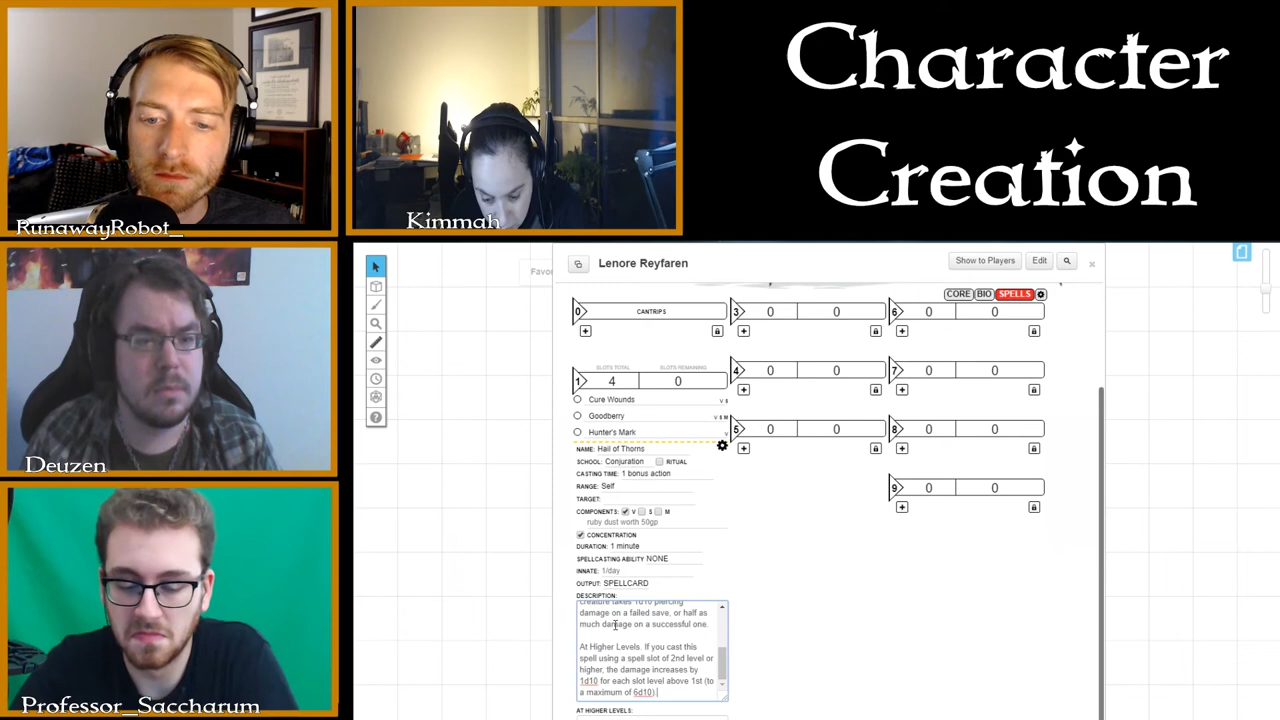 Character
Creation
RunawayRobot_
Kimmah
Deuzen
Professor_Saccharum
Favor
Lenore Reyfaren
Show to Players
Edit
CORE
BIO
SPELLS
0
CANTRIPS
SLOTS TOTAL
SLOTS REMAINING
1
4
0
Cure Wounds
V S
Goodberry
V S M
Hunter's Mark
V
NAME: Hail of Thorns
SCHOOL: Conjuration
RITUAL
CASTING TIME: 1 bonus action
RANGE: Self
TARGET:
COMPONENTS: V S M
ruby dust worth 50gp
CONCENTRATION
DURATION: 1 minute
SPELLCASTING ABILITY NONE
INNATE: 1/day
OUTPUT: SPELLCARD
DESCRIPTION:
creature takes 1d10 piercing
damage on a failed save, or half as
much damage on a successful one.
At Higher Levels. If you cast this
spell using a spell slot of 2nd level or
higher, the damage increases by
1d10 for each slot level above 1st (to
a maximum of 6d10).
AT HIGHER LEVELS:
3
0
0
4
0
0
5
0
0
6
0
0
7
0
0
8
0
0
9
0
0